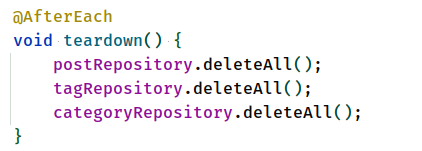 @AfterEach
void teardown() {
    postRepository.deleteAll();
    tagRepository.deleteAll();
    categoryRepository.deleteAll();
}